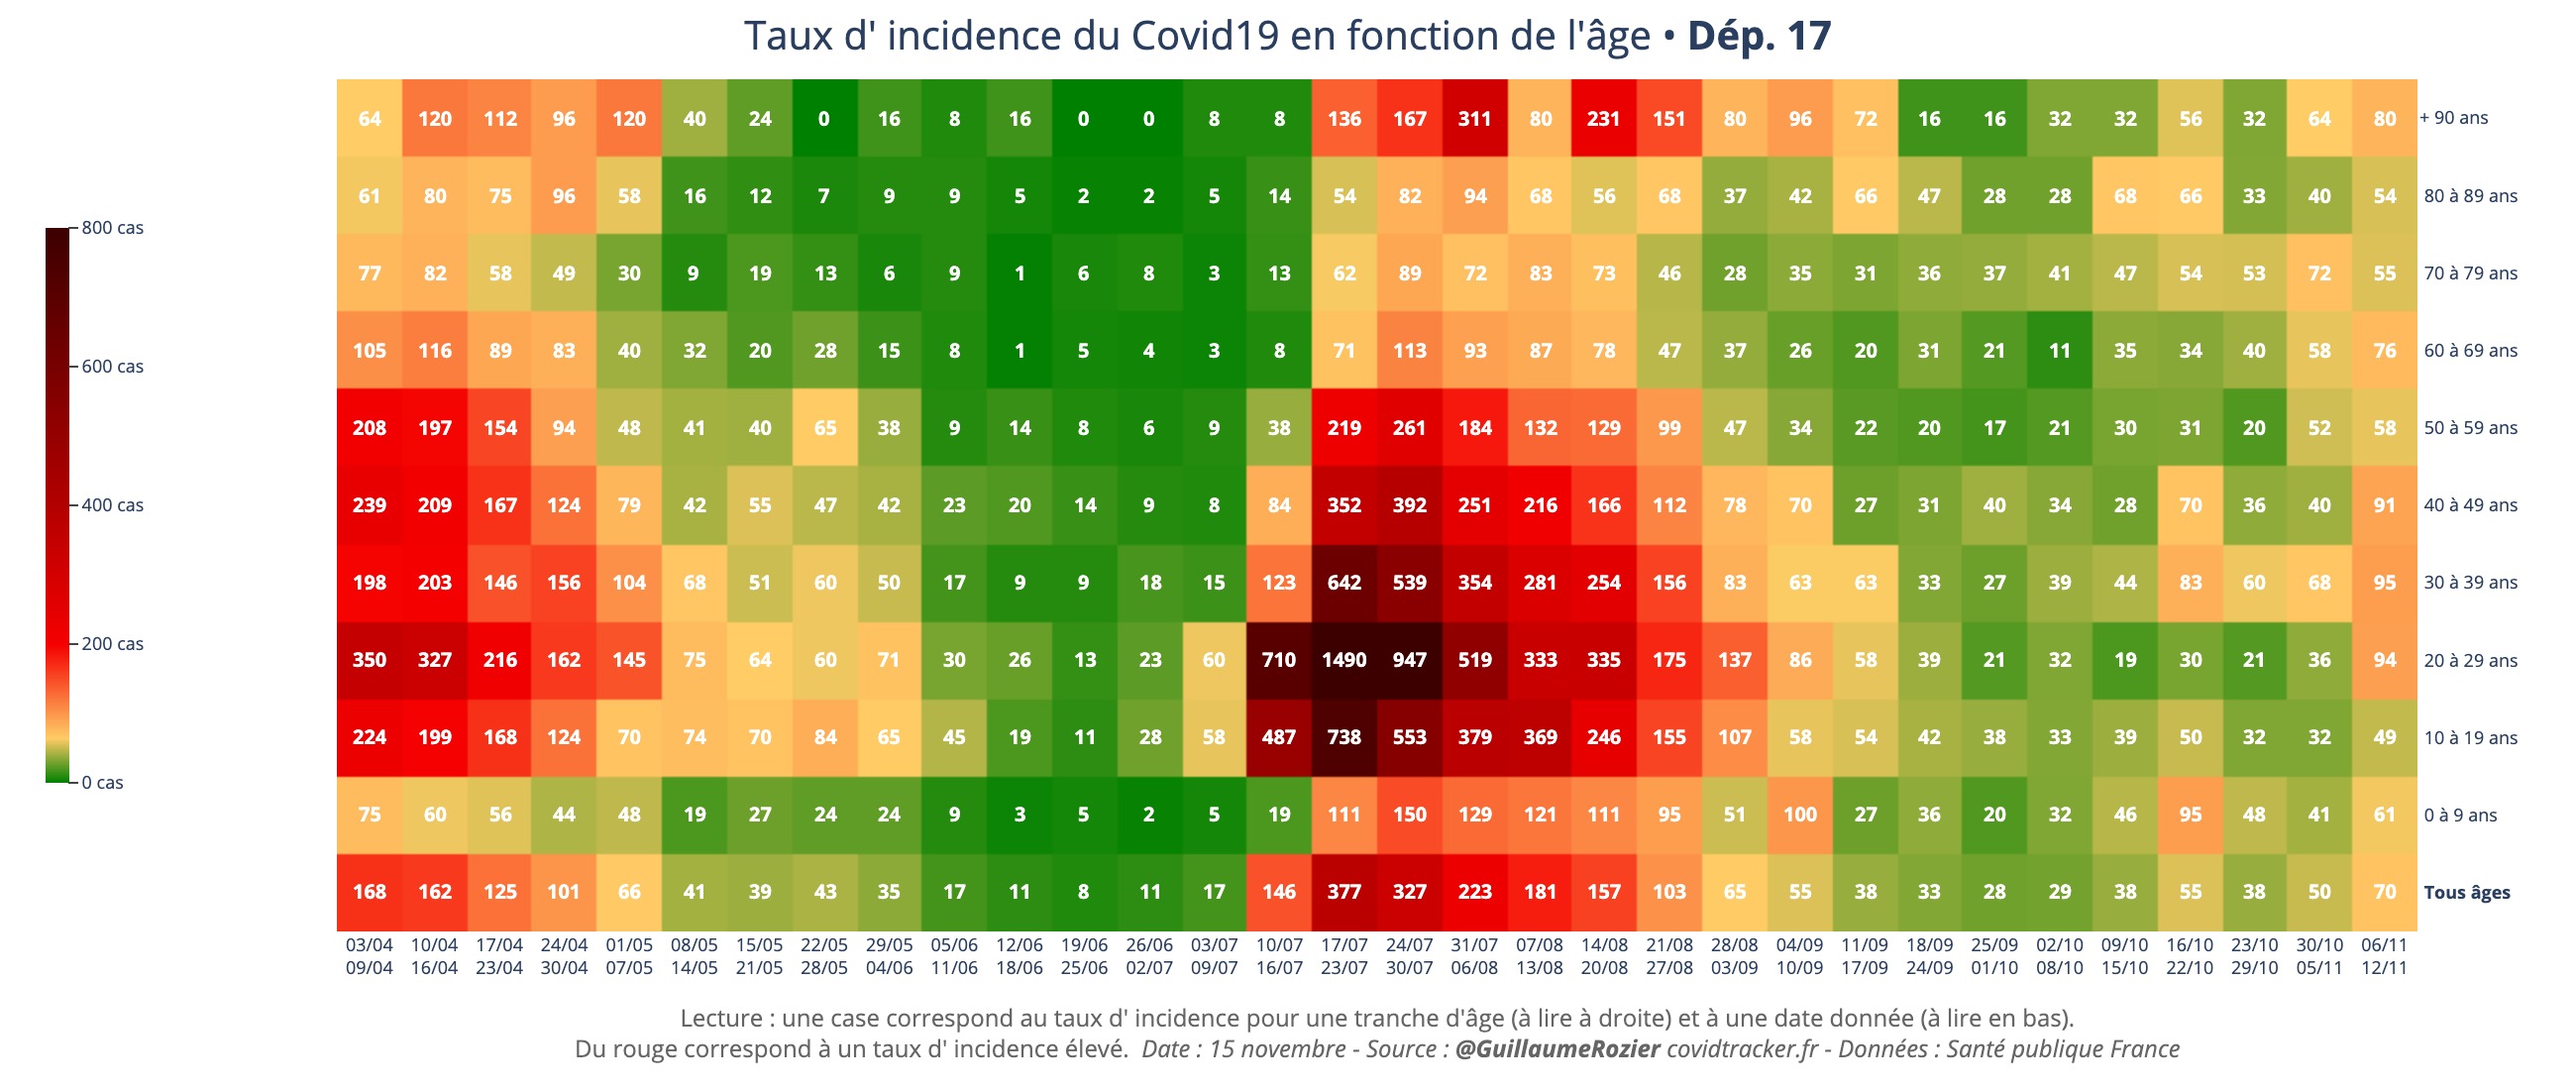 Taux d' incidence du Covid19 en fonction de l'âge • Dép. 17
800 cas
600 cas
400 cas
200 cas
0 cas
64 120 112 96 120 40 24 0 16 8 16 0 0 8 8 136 167 311 80 231 151 80 96 72 16 16 32 32 56 32 64 80 + 90 ans
61 80 75 96 58 16 12 7 9 9 5 2 2 5 14 54 82 94 68 56 68 37 42 66 47 28 28 68 66 33 40 54 80 à 89 ans
77 82 58 49 30 9 19 13 6 9 1 6 8 3 13 62 89 72 83 73 46 28 35 31 36 37 41 47 54 53 72 55 70 à 79 ans
105 116 89 83 40 32 20 28 15 8 1 5 4 3 8 71 113 93 87 78 47 37 26 20 31 21 11 35 34 40 58 76 60 à 69 ans
208 197 154 94 48 41 40 65 38 9 14 8 6 9 38 219 261 184 132 129 99 47 34 22 20 17 21 30 31 20 52 58 50 à 59 ans
239 209 167 124 79 42 55 47 42 23 20 14 9 8 84 352 392 251 216 166 112 78 70 27 31 40 34 28 70 36 40 91 40 à 49 ans
198 203 146 156 104 68 51 60 50 17 9 9 18 15 123 642 539 354 281 254 156 83 63 63 33 27 39 44 83 60 68 95 30 à 39 ans
350 327 216 162 145 75 64 60 71 30 26 13 23 60 710 1490 947 519 333 335 175 137 86 58 39 21 32 19 30 21 36 94 20 à 29 ans
224 199 168 124 70 74 70 84 65 45 19 11 28 58 487 738 553 379 369 246 155 107 58 54 42 38 33 39 50 32 32 49 10 à 19 ans
75 60 56 44 48 19 27 24 24 9 3 5 2 5 19 111 150 129 121 111 95 51 100 27 36 20 32 46 95 48 41 61 0 à 9 ans
168 162 125 101 66 41 39 43 35 17 11 8 11 17 146 377 327 223 181 157 103 65 55 38 33 28 29 38 55 38 50 70 Tous âges
03/04 10/04 17/04 24/04 01/05 08/05 15/05 22/05 29/05 05/06 12/06 19/06 26/06 03/07 10/07 17/07 24/07 31/07 07/08 14/08 21/08 28/08 04/09 11/09 18/09 25/09 02/10 09/10 16/10 23/10 30/10 06/11
09/04 16/04 23/04 30/04 07/05 14/05 21/05 28/05 04/06 11/06 18/06 25/06 02/07 09/07 16/07 23/07 30/07 06/08 13/08 20/08 27/08 03/09 10/09 17/09 24/09 01/10 08/10 15/10 22/10 29/10 05/11 12/11
Lecture : une case correspond au taux d' incidence pour une tranche d'âge (à lire à droite) et à une date donnée (à lire en bas).
Du rouge correspond à un taux d' incidence élevé. Date : 15 novembre - Source : @GuillaumeRozier covidtracker.fr - Données : Santé publique France